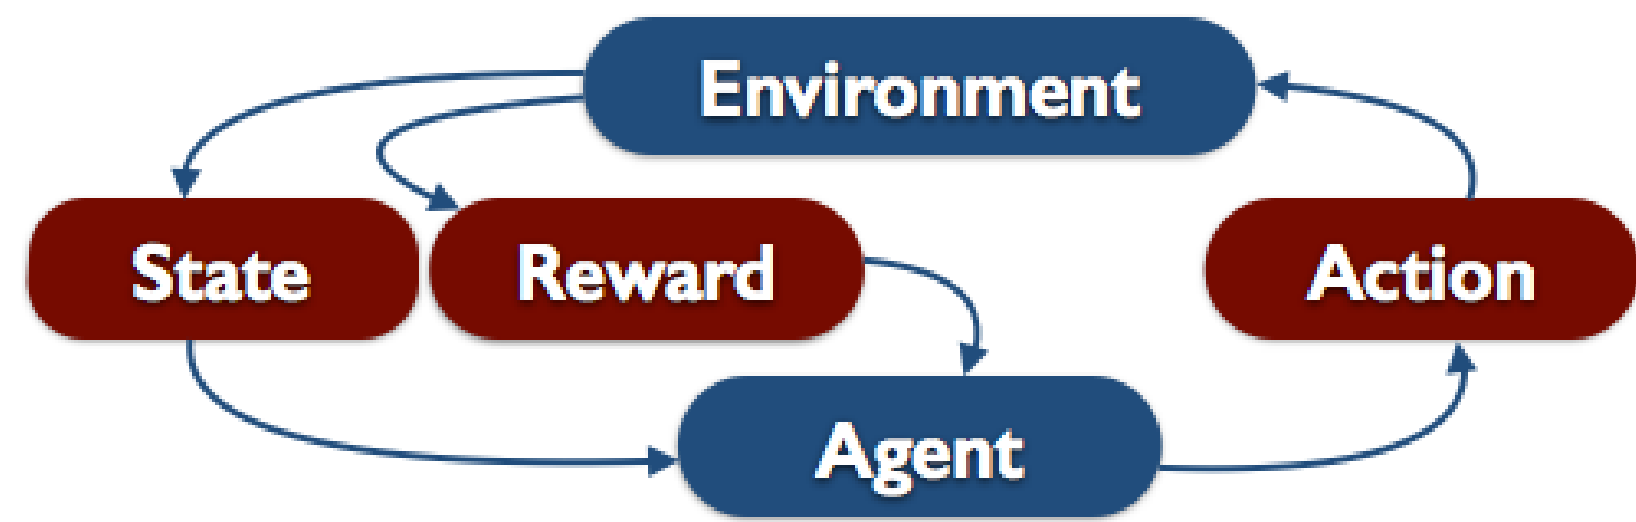 Environment
State
Reward
Action
Agent